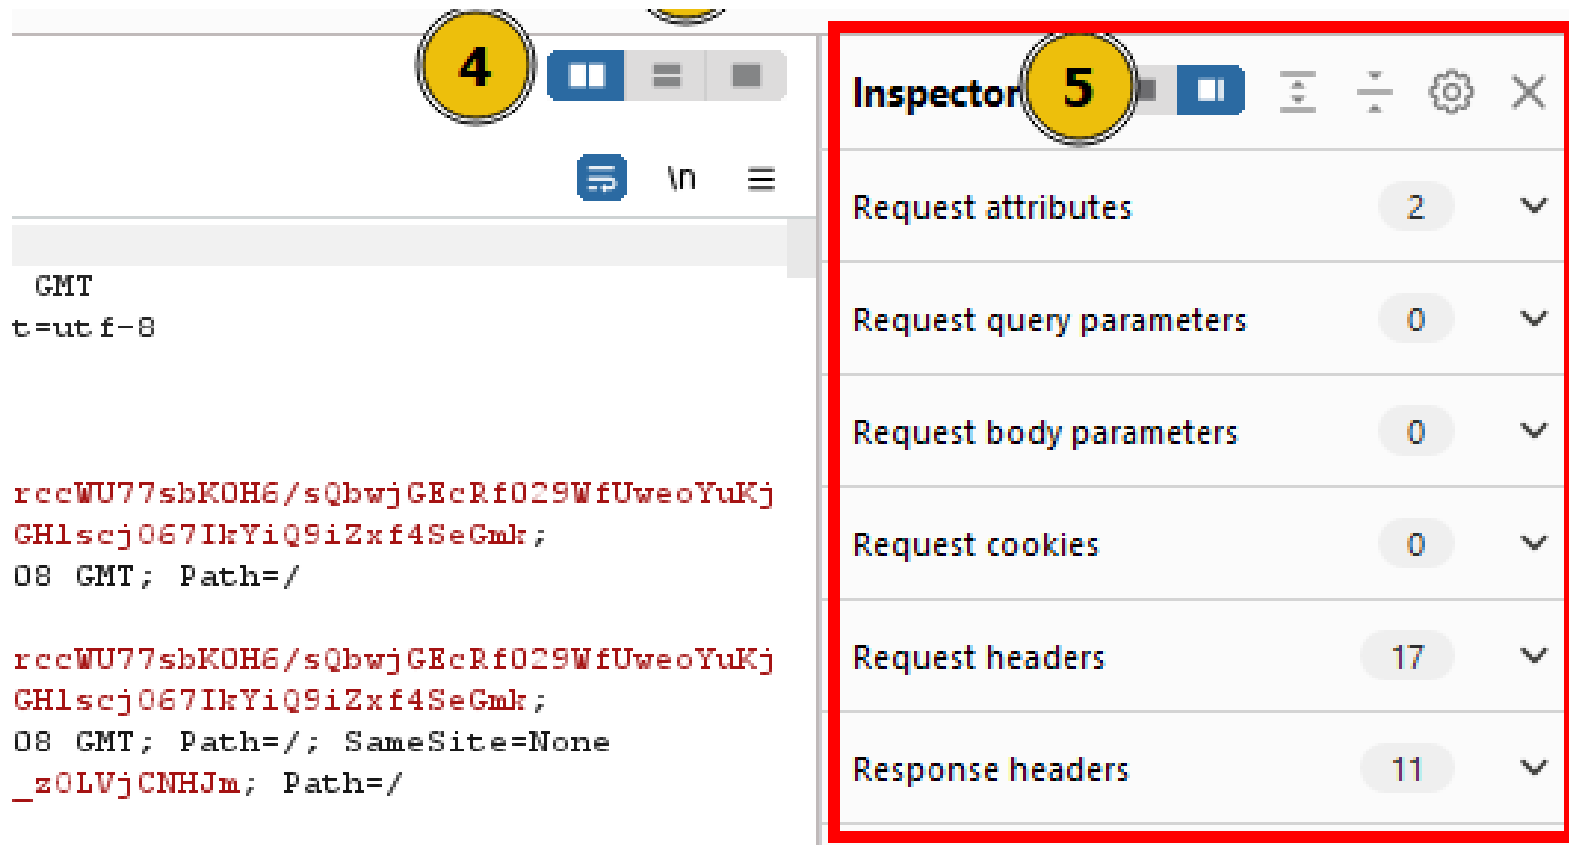 4
\n
GMT
t=utf-8
rccWU77sbKOH6/sQbwjGEcRf029WfUweoYuKj
GHlscj067IkYiQ9iZxf4SeGmk;
08 GMT; Path=/
rccWU77sbKOH6/sQbwjGEcRf029WfUweoYuKj
GHlscj067IkYiQ9iZxf4SeGmk;
08 GMT; Path=/; SameSite=None
_z0LVjCNHJm; Path=/
Inspector 5
Request attributes 2
Request query parameters 0
Request body parameters 0
Request cookies 0
Request headers 17
Response headers 11